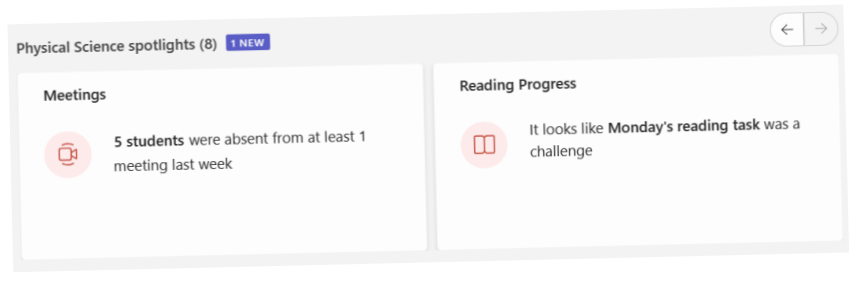 Physical Science spotlights (8) 1 NEW
Meetings
5 students were absent from at least 1
meeting last week
Reading Progress
It looks like Monday's reading task was a
challenge